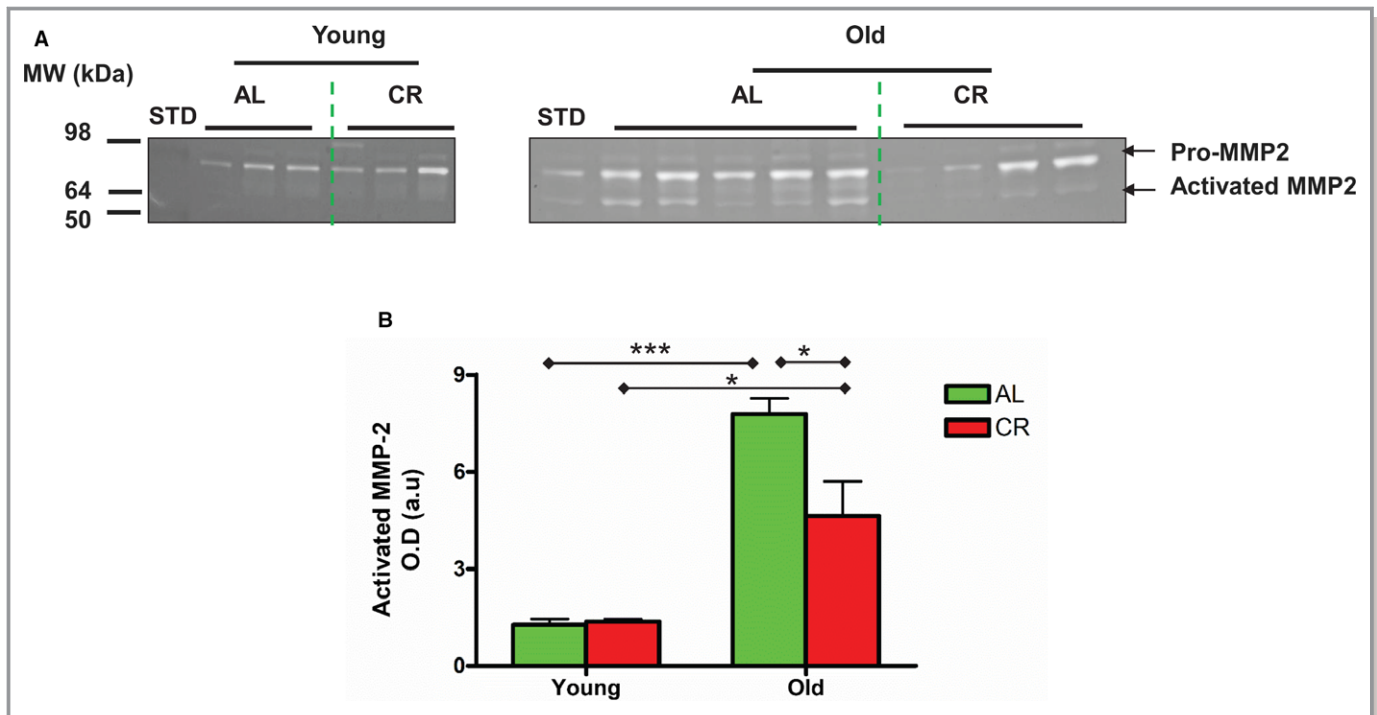 A
Young
Old
MW (kDa)
AL
CR
AL
CR
STD
STD
98
64
50
Pro-MMP2
Activated MMP2
B
***
*
*
9
6
3
0
Activated MMP-2
O.D (a.u)
AL
CR
Young
Old